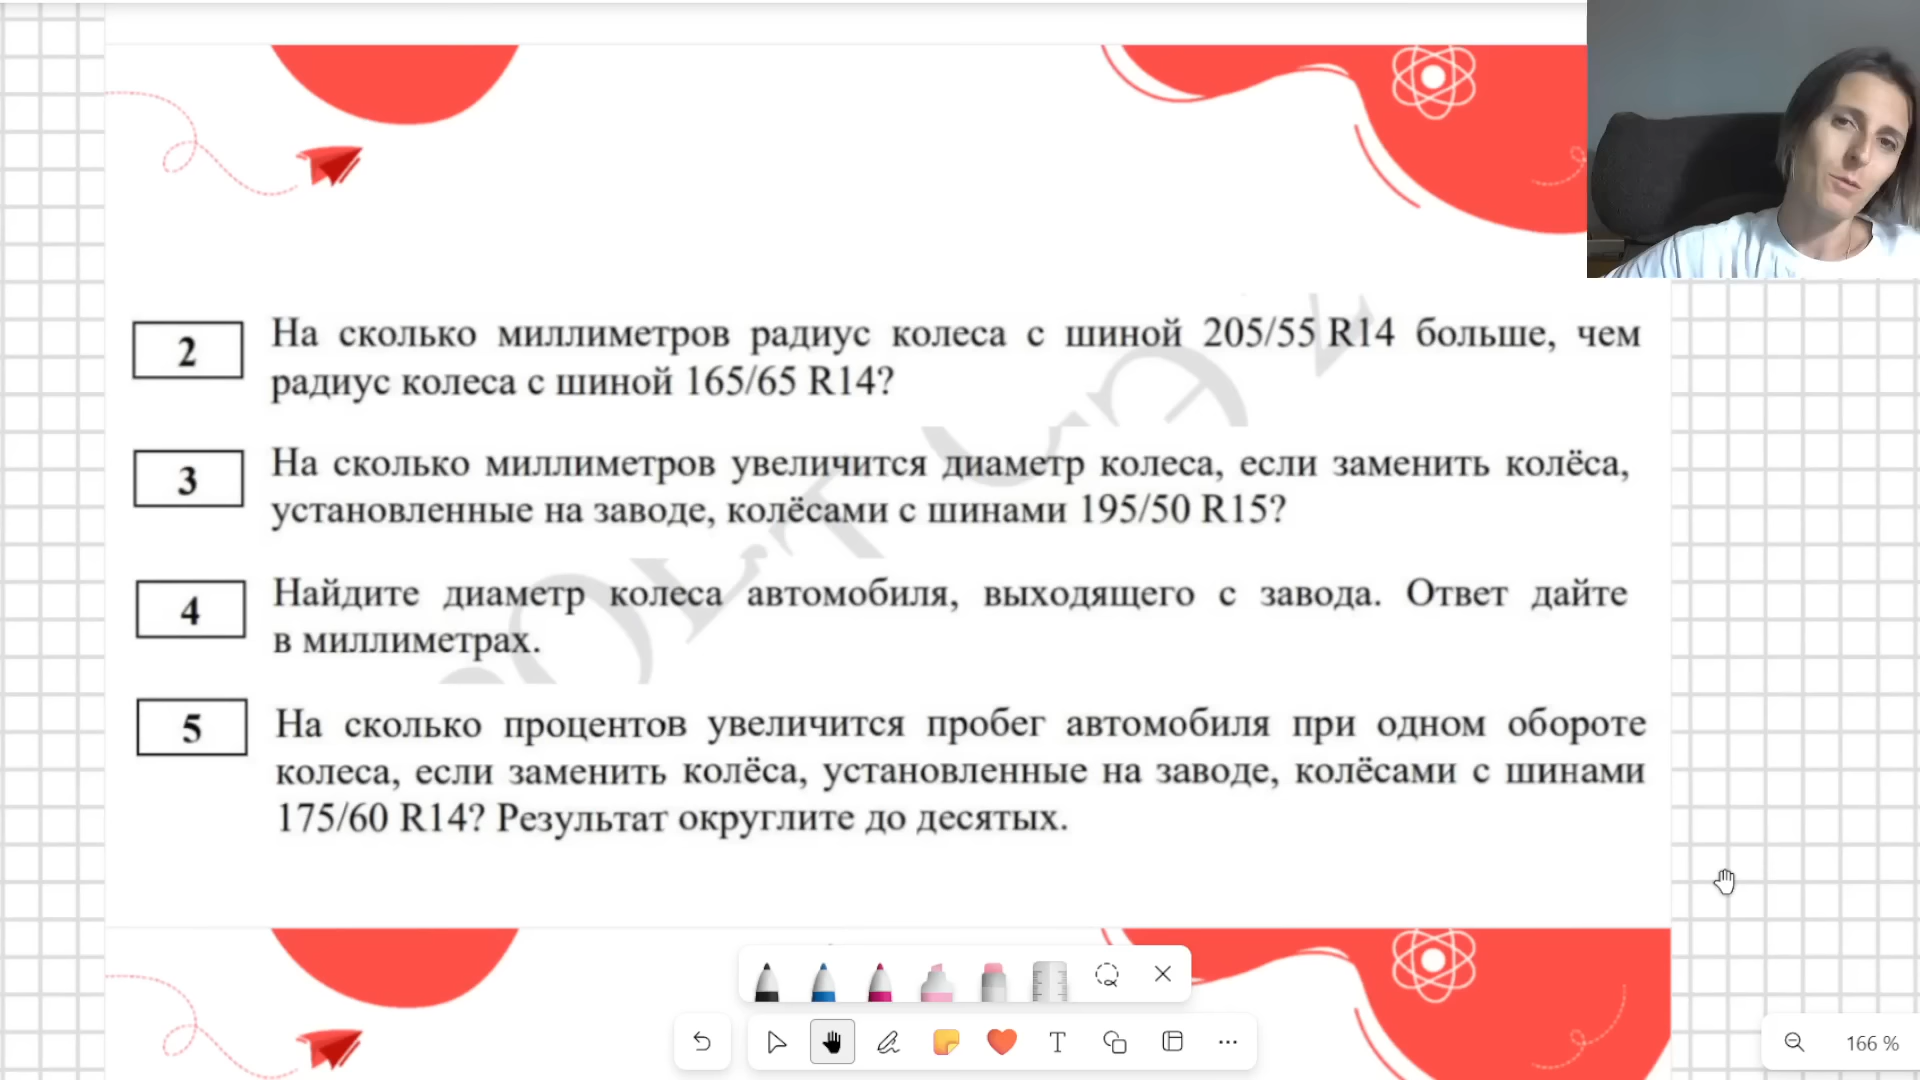 2
На сколько миллиметров радиус колеса с шиной 205/55 R14 больше, чем
радиус колеса с шиной 165/65 R14?
3
На сколько миллиметров увеличится диаметр колеса, если заменить колёса,
установленные на заводе, колёсами с шинами 195/50 R15?
4
Найдите диаметр колеса автомобиля, выходящего с завода. Ответ дайте
в миллиметрах.
5
На сколько процентов увеличится пробег автомобиля при одном обороте
колеса, если заменить колёса, установленные на заводе, колёсами с шинами
175/60 R14? Результат округлите до десятых.
166 %